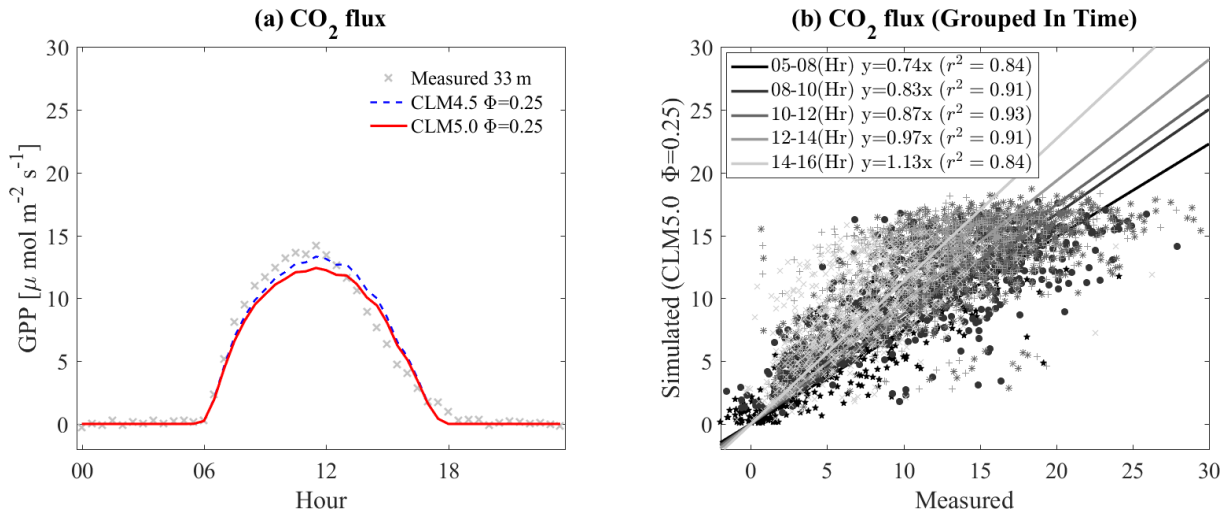 (a) CO2 flux
30
25
20
15
10
5
0
GPP [μ mol m-2 s-1]
Measured 33 m
CLM4.5 Φ=0.25
CLM5.0 Φ=0.25
00 06 12 18
Hour
(b) CO2 flux (Grouped In Time)
30
25
20
15
10
5
0
Simulated (CLM5.0 Φ=0.25)
05-08(Hr) y=0.74x (r2 = 0.84)
08-10(Hr) y=0.83x (r2 = 0.91)
10-12(Hr) y=0.87x (r2 = 0.93)
12-14(Hr) y=0.97x (r2 = 0.91)
14-16(Hr) y=1.13x (r2 = 0.84)
0 5 10 15 20 25 30
Measured